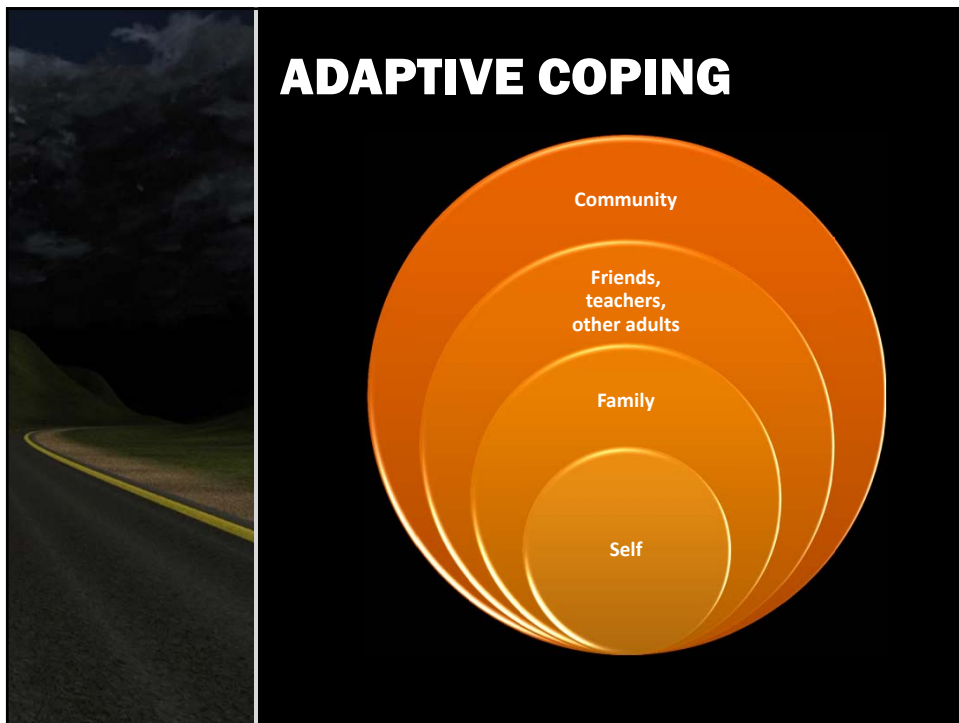 ADAPTIVE COPING
Community
Friends,
teachers,
other adults
Family
Self